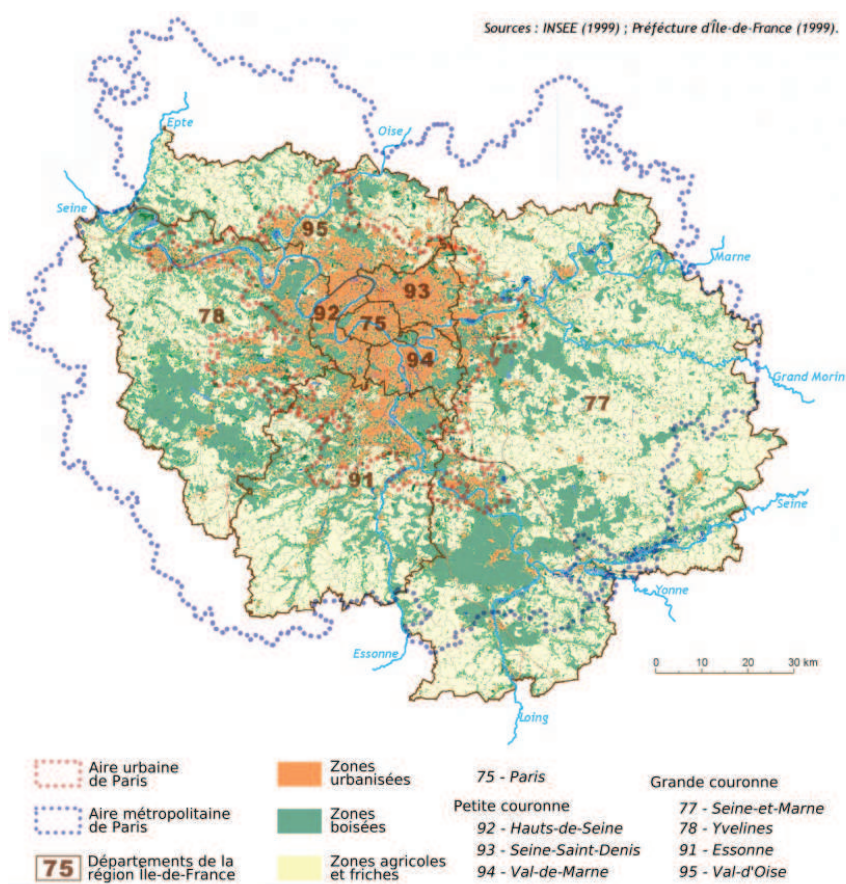 Sources : INSEE (1999) ; Préfécture d'Île-de-France (1999).
Epte
Oise
Seine
95
Marne
93
78
92
75
94
Grand Morin
77
91
Seine
Yonne
Essonne
0 10 20 30 km
Loing
Aire urbaine
de Paris
Aire métropolitaine
de Paris
75
Départements de la
région Ile-de-France
Zones
urbanisées
Zones
boisées
Zones agricoles
et friches
75 - Paris
Petite couronne
92 - Hauts-de-Seine
93 - Seine-Saint-Denis
94 - Val-de-Marne
Grande couronne
77 - Seine-et-Marne
78 - Yvelines
91 - Essonne
95 - Val-d'Oise